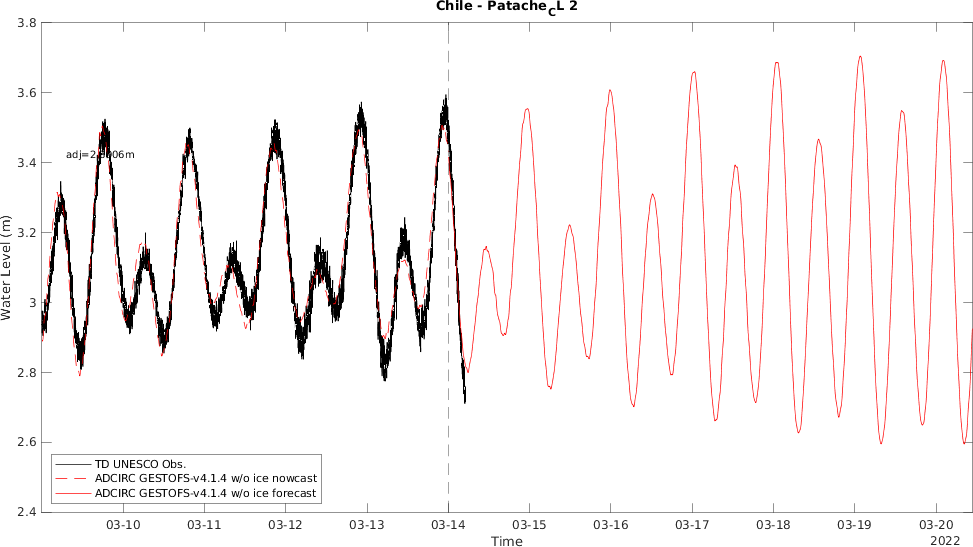 Chile - Patache_CL 2
3.8
3.6
3.4
3.2
3
2.8
2.6
2.4
Water Level (m)
TD UNESCO Obs.
ADCIRC GESTOFS-v4.1.4 w/o ice nowcast
ADCIRC GESTOFS-v4.1.4 w/o ice forecast
03-10 03-11 03-12 03-13 03-14 03-15 03-16 03-17 03-18 03-19 03-20
Time
2022